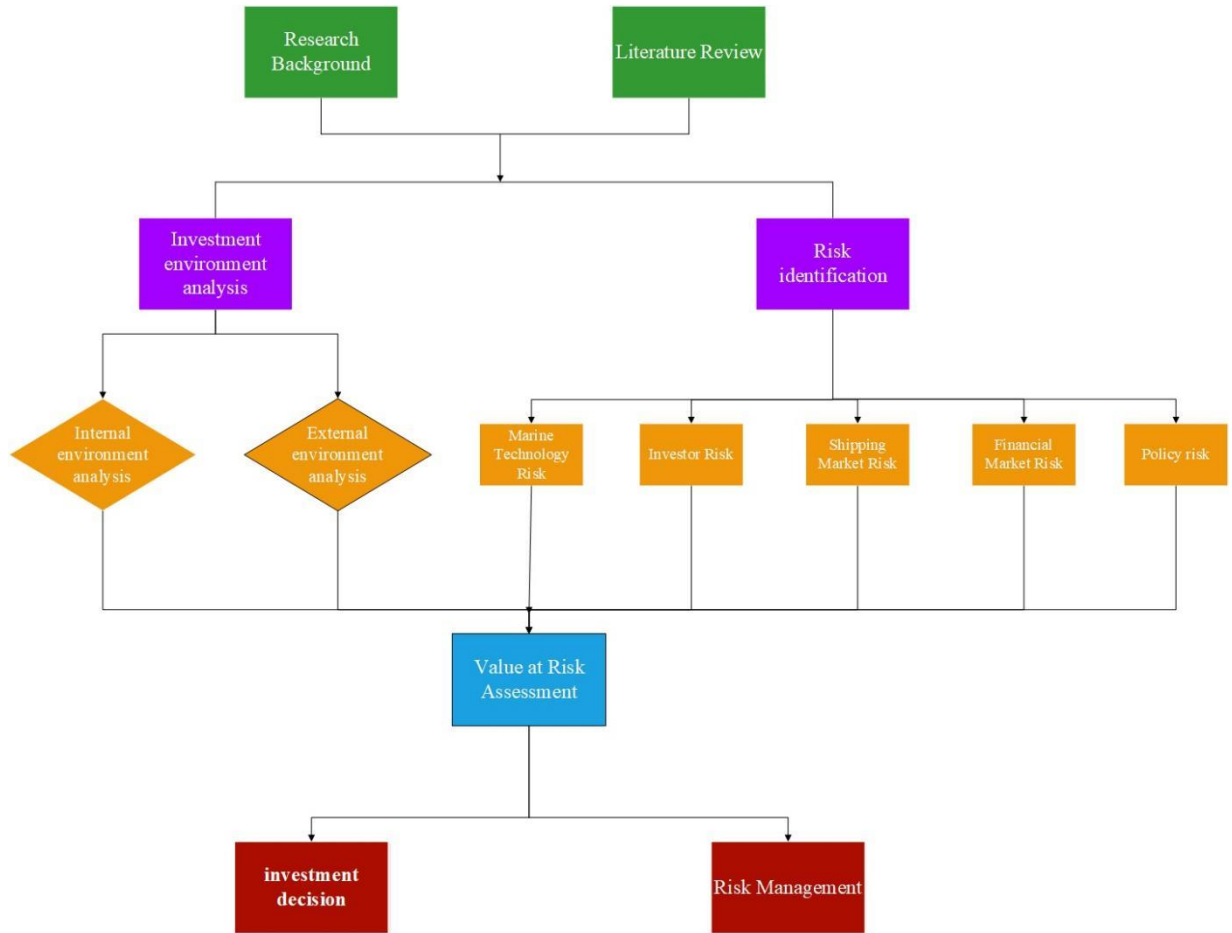 Research
Background
Literature Review
Investment
environment
analysis
Risk
identification
Internal
environment
analysis
External
environment
analysis
Marine
Technology
Risk
Investor Risk
Shipping
Market Risk
Financial
Market Risk
Policy risk
Value at Risk
Assessment
investment
decision
Risk Management